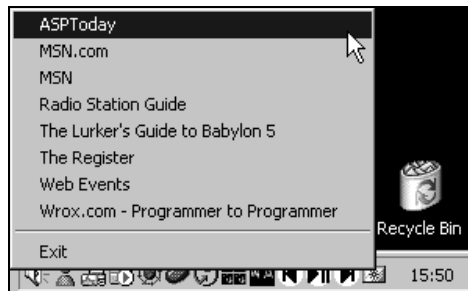 ASPToday
MSN.com
MSN
Radio Station Guide
The Lurker's Guide to Babylon 5
The Register
Web Events
Wrox.com - Programmer to Programmer
Recycle Bin
Exit
15:50